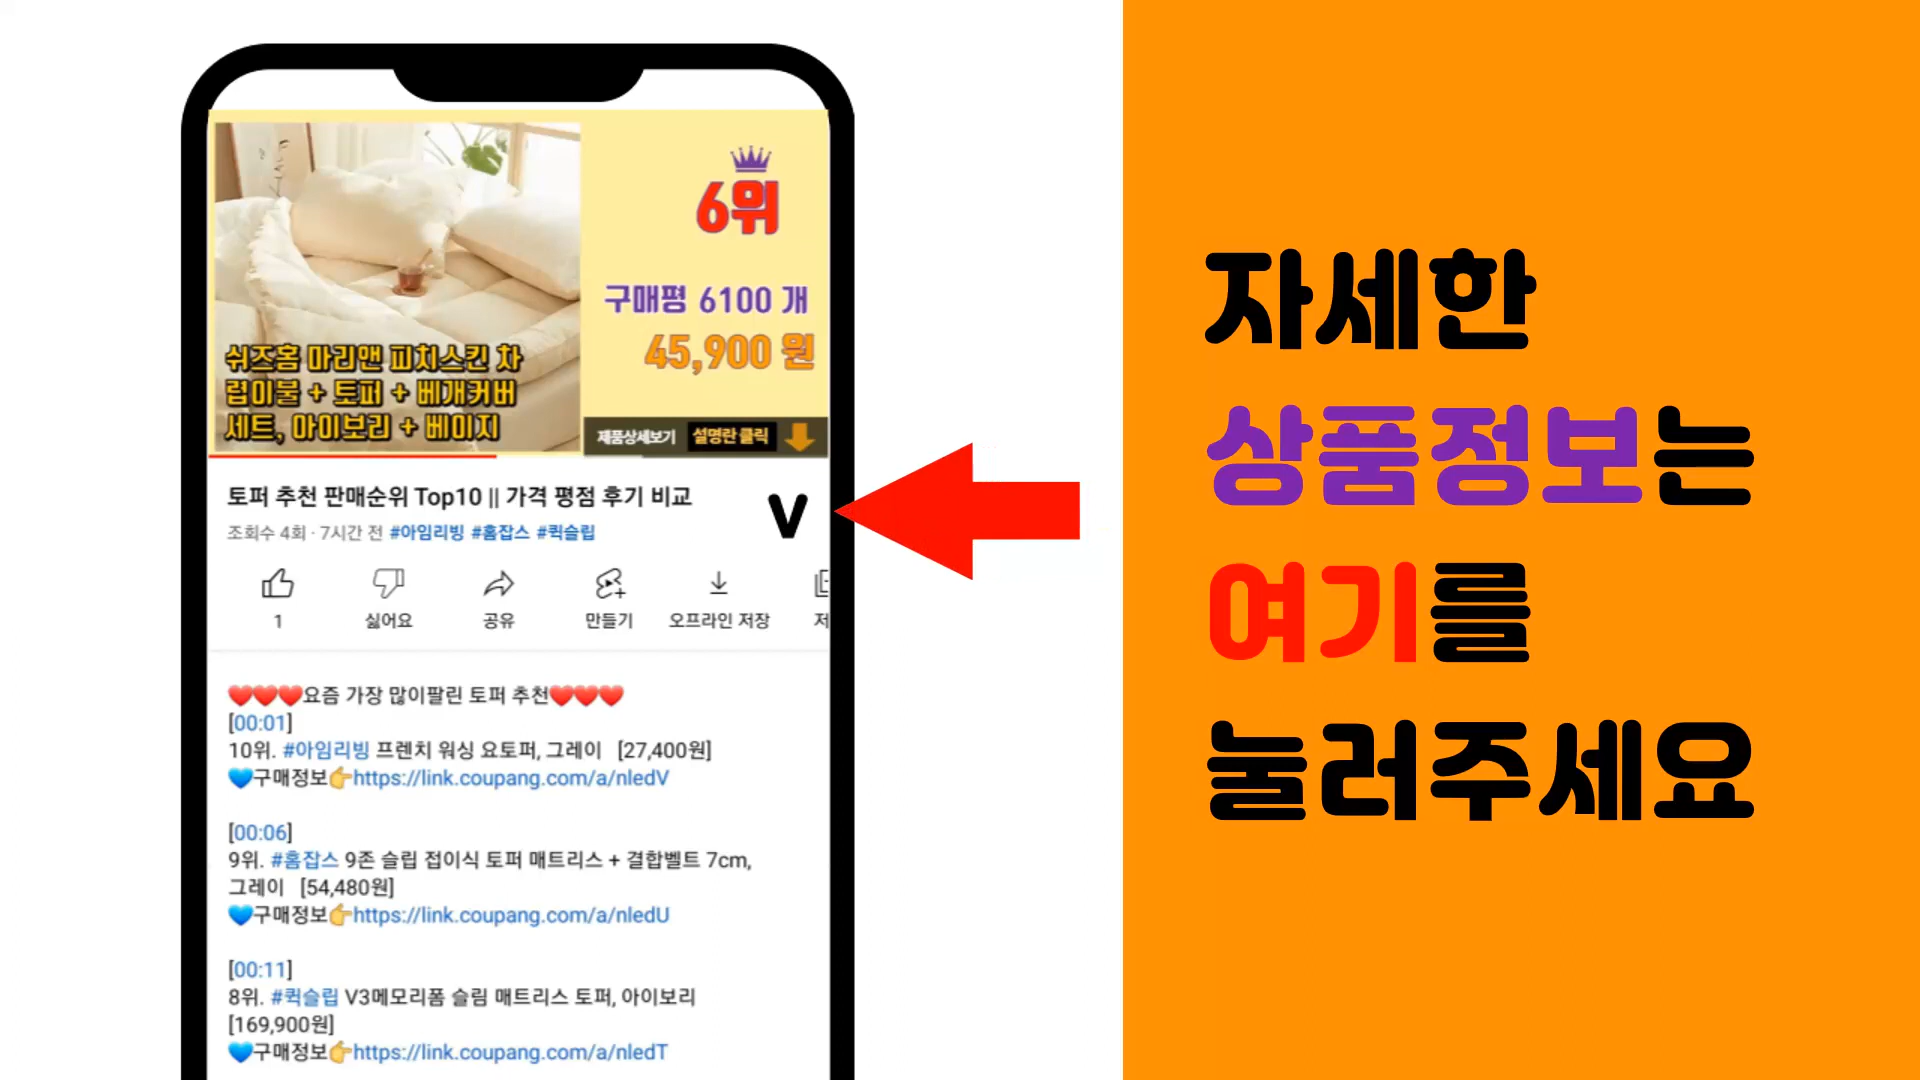 6위
구매평 6100 개
45,900 원
쉬즈홈 마리앤 피치스킨 차
렵이불 + 토퍼 + 베개커버
세트, 아이보리 + 베이지
제품상세보기 설명란 클릭
토퍼 추천 판매순위 Top10 || 가격 평점 후기 비교
V
조회수 4회 · 7시간 전 #아임리빙 #홈잡스 #퀵슬립
1 싫어요 공유 만들기 오프라인 저장 저
❤️❤️❤️요즘 가장 많이팔린 토퍼 추천❤️❤️❤️
[00:01]
10위. #아임리빙 프렌치 워싱 요토퍼, 그레이 [27,400원]
💙구매정보👉https://link.coupang.com/a/nledV
[00:06]
9위. #홈잡스 9존 슬립 접이식 토퍼 매트리스 + 결합벨트 7cm,
그레이 [54,480원]
💙구매정보👉https://link.coupang.com/a/nledU
[00:11]
8위. #퀵슬립 V3메모리폼 슬림 매트리스 토퍼, 아이보리
[169,900원]
💙구매정보👉https://link.coupang.com/a/nledT
자세한
상품정보는
여기를
눌러주세요